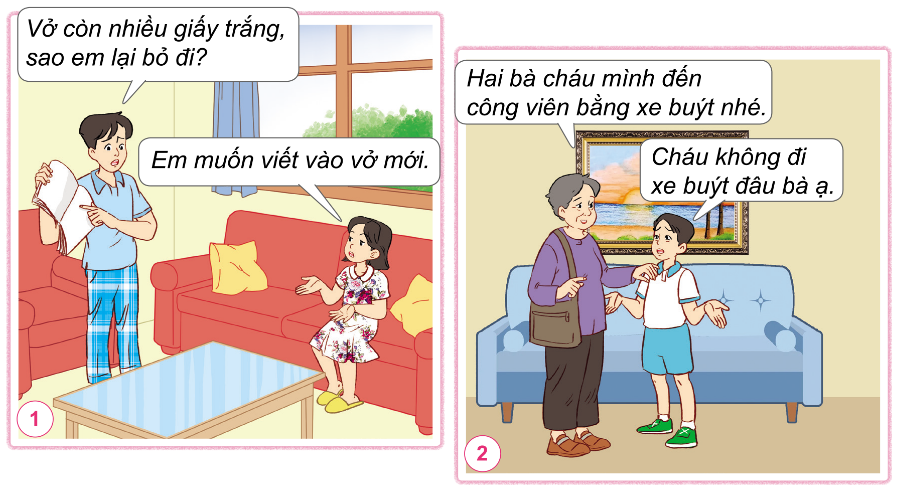 Vở còn nhiều giấy trắng,
sao em lại bỏ đi?
Em muốn viết vào vở mới.
1
Hai bà cháu mình đến
công viên bằng xe buýt nhé.
Cháu không đi
xe buýt đâu bà ạ.
2